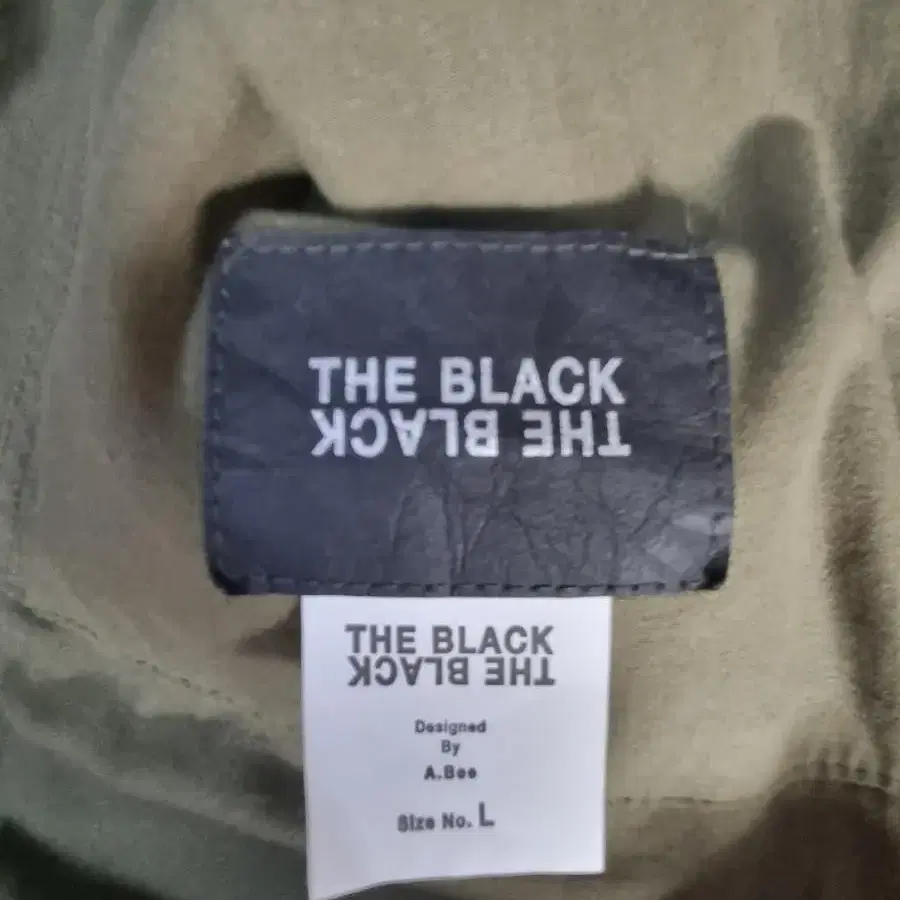 THE BLACK
THE BLACK
THE BLACK
THE BLACK
Designed
By
A.Bee
Size No. L